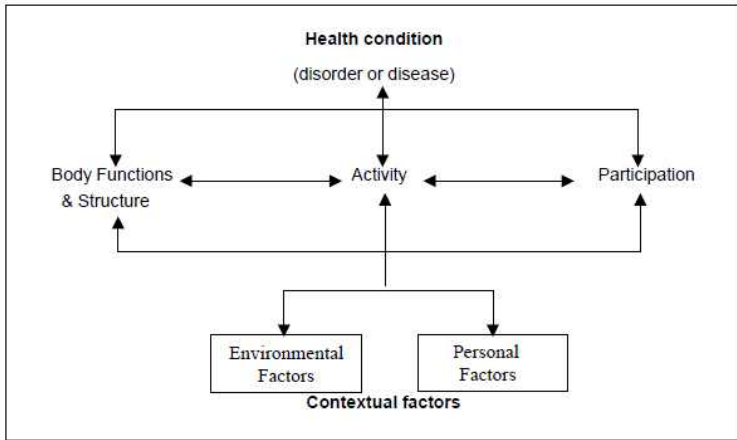 Health condition
(disorder or disease)
Body Functions
& Structure
Activity
Participation
Environmental
Factors
Personal
Factors
Contextual factors